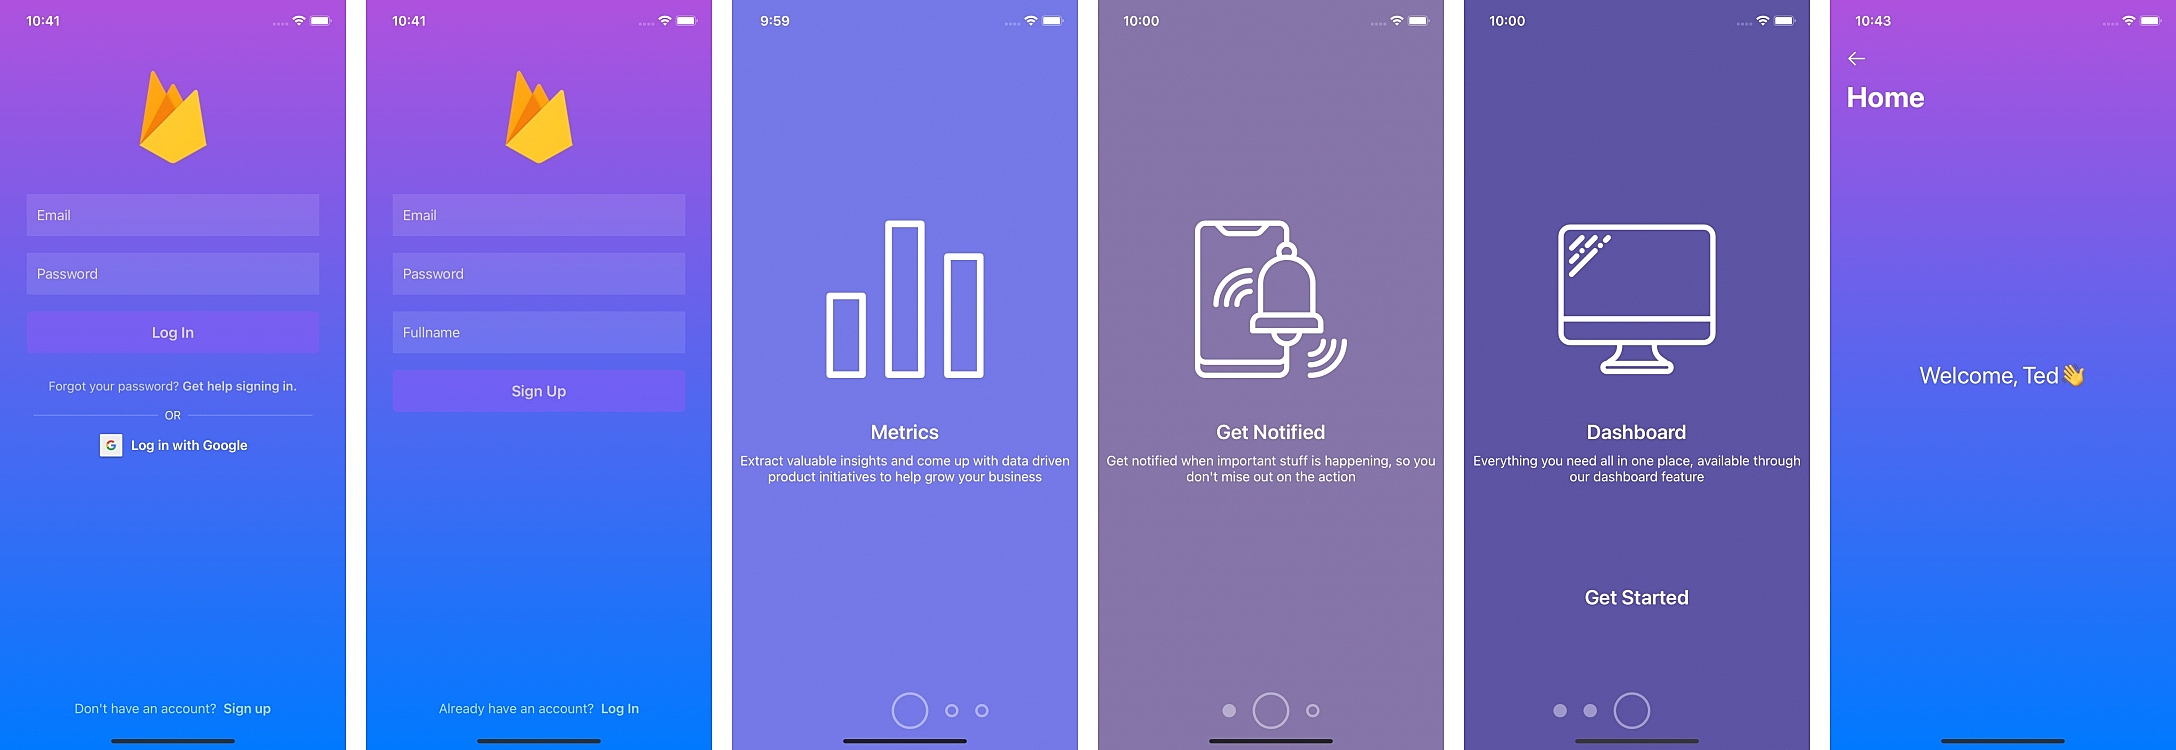 10:41
Email
Password
Log In
Forgot your password? Get help signing in.
OR
G Log in with Google
Don't have an account? Sign up
10:41
Email
Password
Fullname
Sign Up
Already have an account? Log In
9:59
Metrics
Extract valuable insights and come up with data driven
product initiatives to help grow your business
10:00
Get Notified
Get notified when important stuff is happening, so you
don't mise out on the action
10:00
Dashboard
Everything you need all in one place, available through
our dashboard feature
Get Started
10:43
Home
Welcome, Ted👋